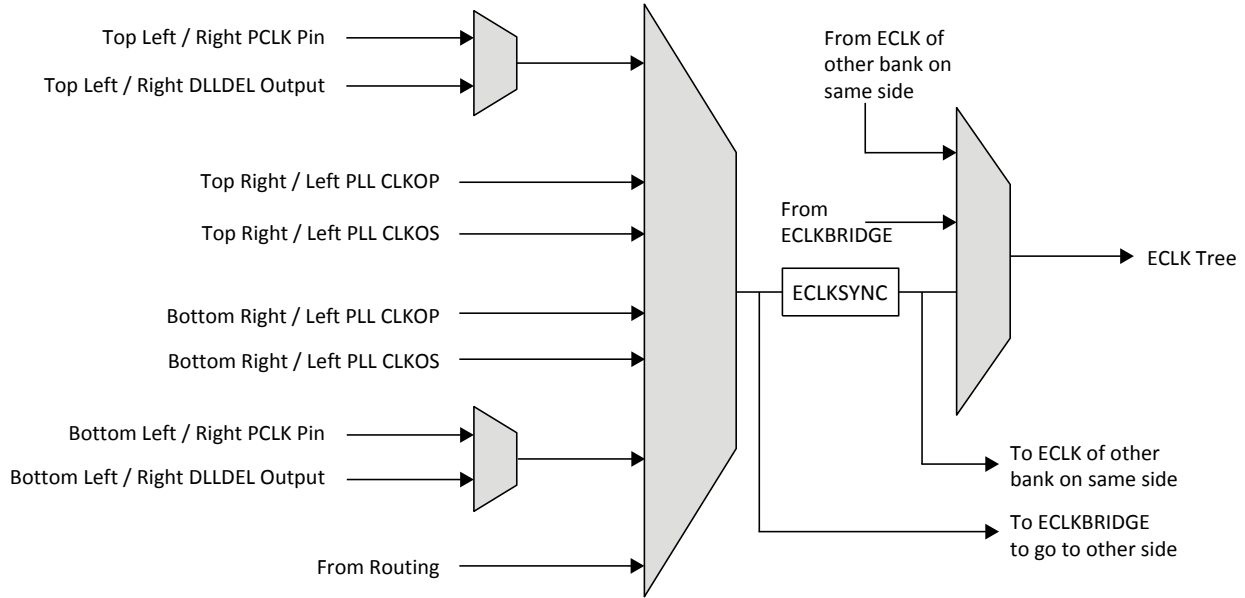 Top Left / Right PCLK Pin
Top Left / Right DLLDEL Output
Top Right / Left PLL CLKOP
Top Right / Left PLL CLKOS
Bottom Right / Left PLL CLKOP
Bottom Right / Left PLL CLKOS
Bottom Left / Right PCLK Pin
Bottom Left / Right DLLDEL Output
From Routing
From ECLK of
other bank on
same side
From
ECLKBRIDGE
ECLKSYNC
ECLK Tree
To ECLK of other
bank on same side
To ECLKBRIDGE
to go to other side